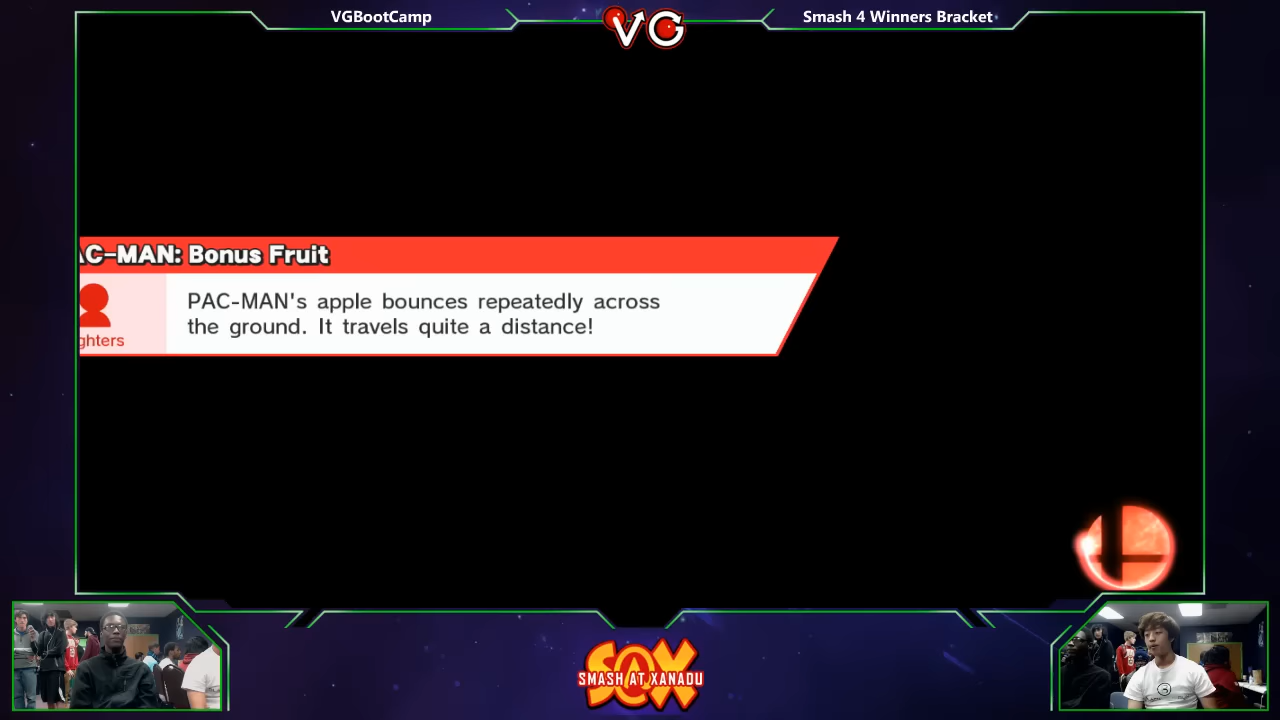 VGBootCamp
VG
Smash 4 Winners Bracket
AC-MAN: Bonus Fruit
PAC-MAN's apple bounces repeatedly across
the ground. It travels quite a distance!
ghters
SAX
SMASH AT XANADU